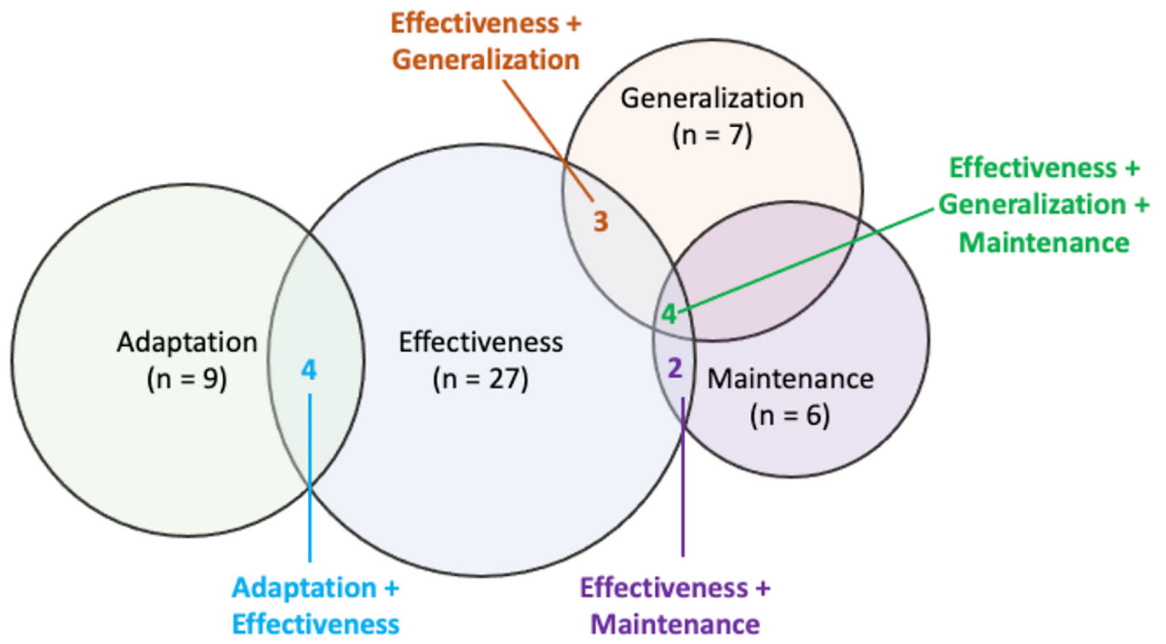 Effectiveness +
Generalization
Generalization
(n = 7)
Effectiveness +
Generalization +
Maintenance
3
4
Adaptation
(n = 9)
4
Effectiveness
(n = 27)
2
Maintenance
(n = 6)
Adaptation +
Effectiveness
Effectiveness +
Maintenance